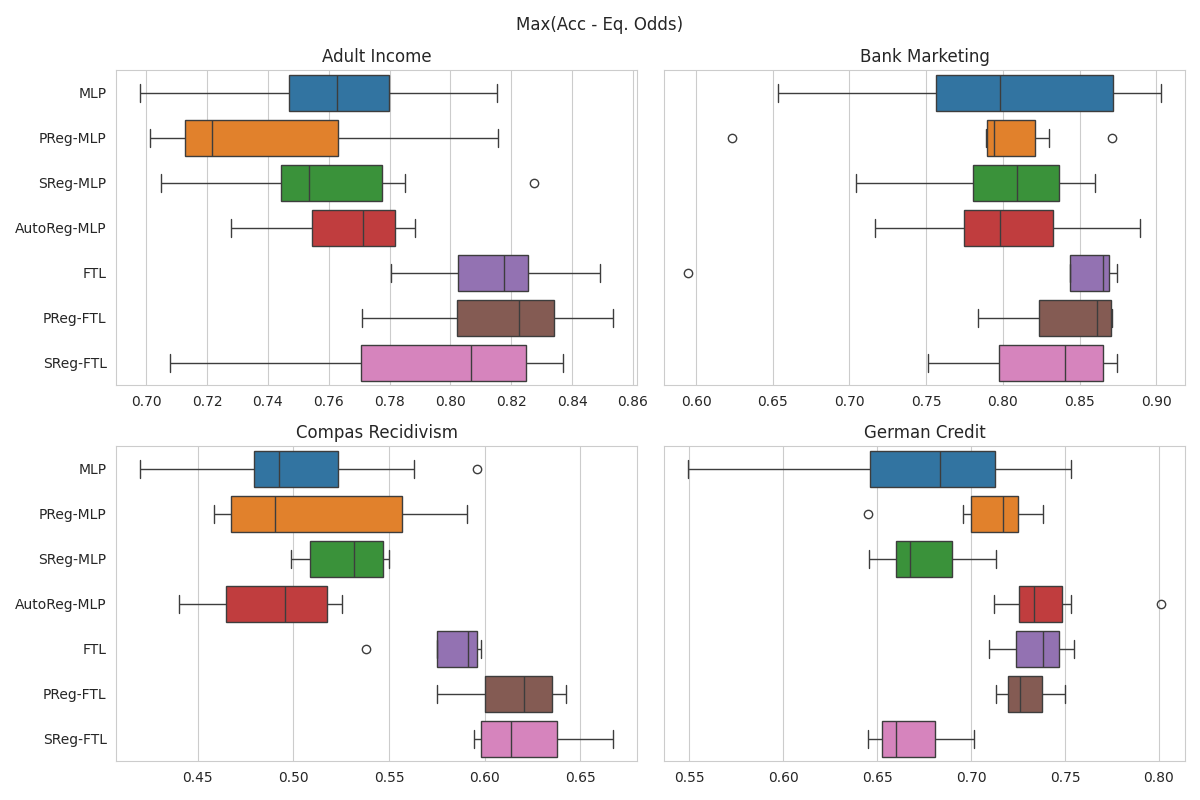 Max(Acc - Eq. Odds)
Adult Income
MLP
PReg-MLP
SReg-MLP
AutoReg-MLP
FTL
PReg-FTL
SReg-FTL
0.70 0.72 0.74 0.76 0.78 0.80 0.82 0.84 0.86
Bank Marketing
0.60 0.65 0.70 0.75 0.80 0.85 0.90
Compas Recidivism
MLP
PReg-MLP
SReg-MLP
AutoReg-MLP
FTL
PReg-FTL
SReg-FTL
0.45 0.50 0.55 0.60 0.65
German Credit
0.55 0.60 0.65 0.70 0.75 0.80